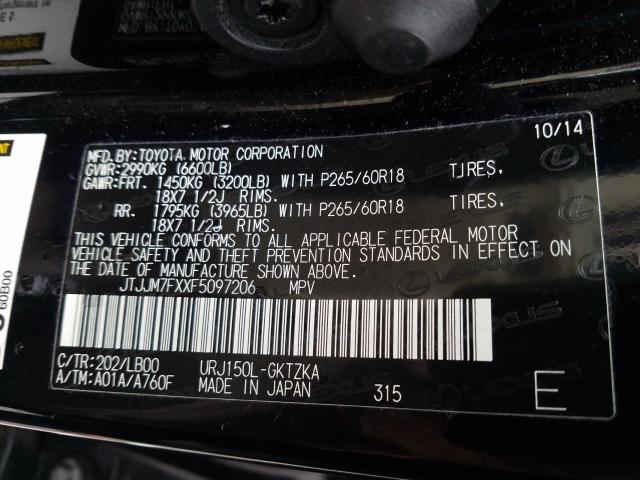 10/14
MFD.BY:TOYOTA MOTOR CORPORATION
GVWR:2990KG (6600LB)
GAWR:FRT. 1450KG (3200LB) WITH P265/60R18 TIRES,
18X7 1/2J RIMS.
RR. 1795KG (3965LB) WITH P265/60R18 TIRES,
18X7 1/2J RIMS.
THIS VEHICLE CONFORMS TO ALL APPLICABLE FEDERAL MOTOR
VEHICLE SAFETY AND THEFT PREVENTION STANDARDS IN EFFECT ON
THE DATE OF MANUFACTURE SHOWN ABOVE.
JTJJM7FXXF5097206 MPV
C/TR:202/LB00 URJ150L-GKTZKA
A/TM:A01A/A760F MADE IN JAPAN 315 E
LEXUS
60B00